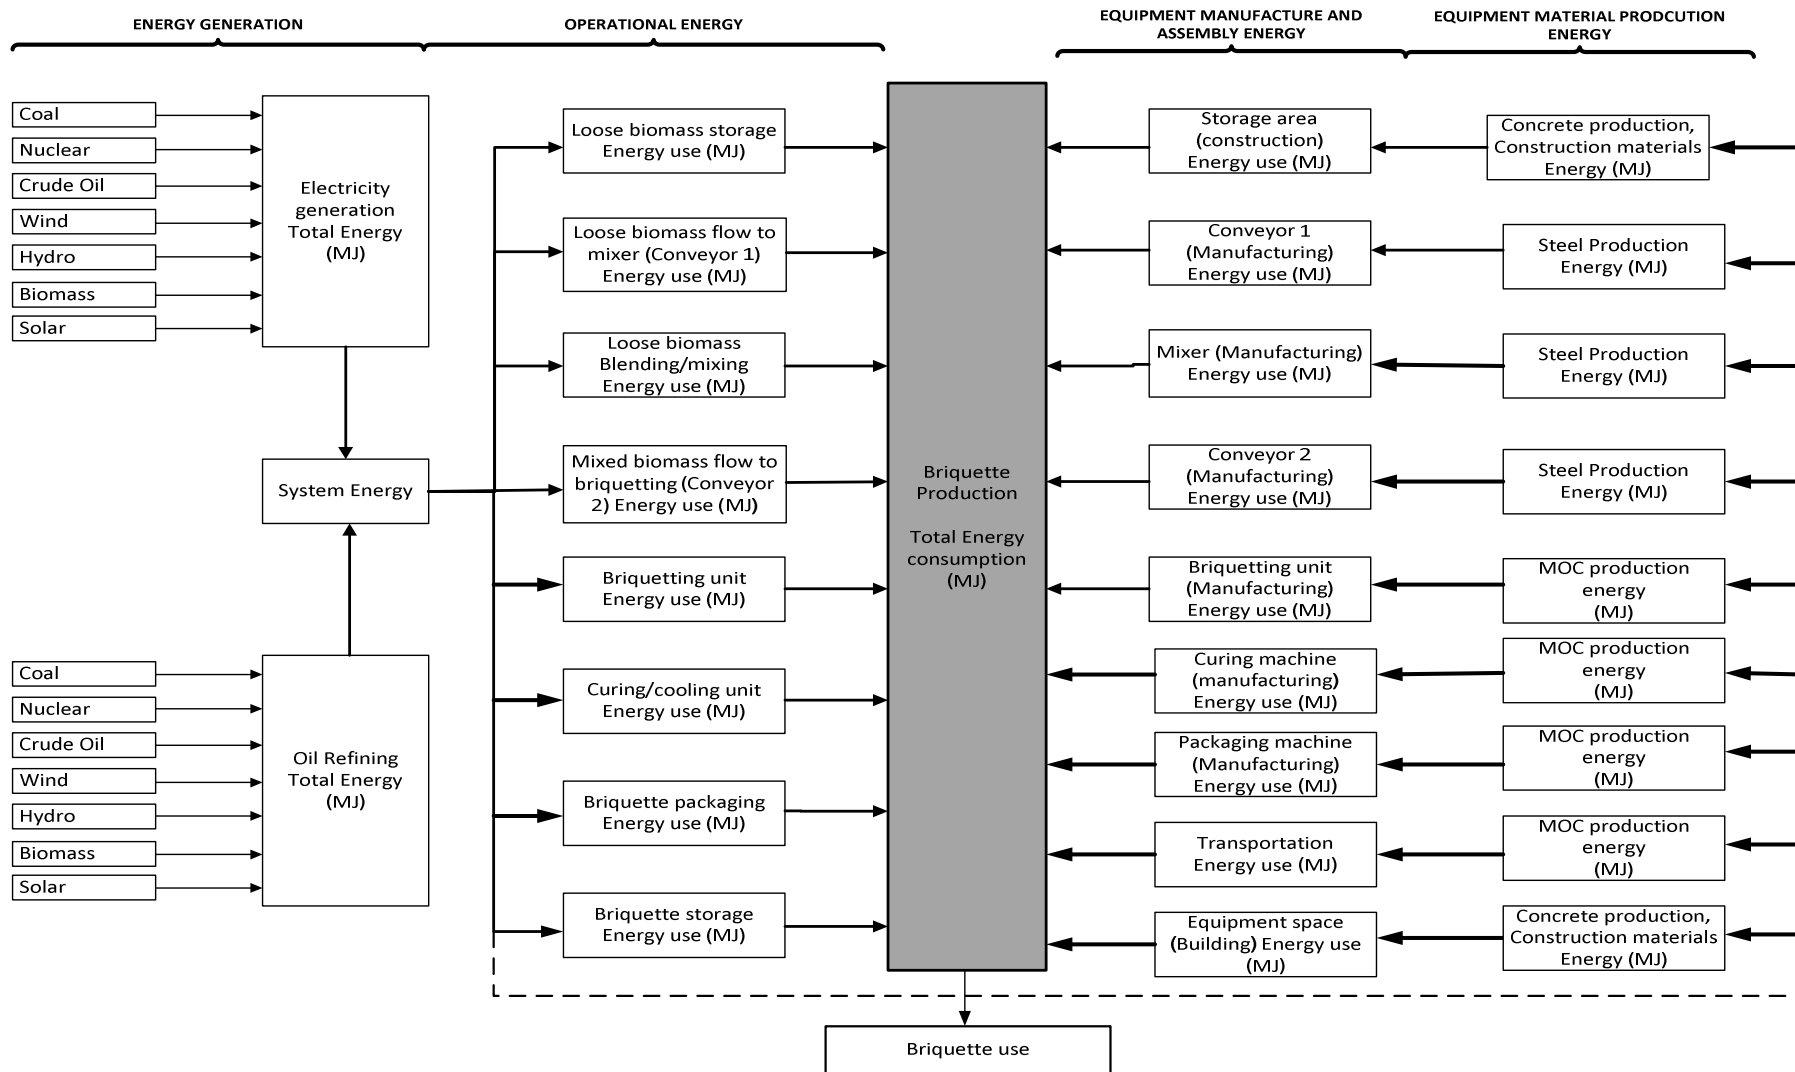 ENERGY GENERATION
OPERATIONAL ENERGY
EQUIPMENT MANUFACTURE AND
ASSEMBLY ENERGY
EQUIPMENT MATERIAL PRODCUTION
ENERGY
Coal
Nuclear
Crude Oil
Wind
Hydro
Biomass
Solar
Electricity
generation
Total Energy
(MJ)
System Energy
Coal
Nuclear
Crude Oil
Wind
Hydro
Biomass
Solar
Oil Refining
Total Energy
(MJ)
Loose biomass storage
Energy use (MJ)
Loose biomass flow to
mixer (Conveyor 1)
Energy use (MJ)
Loose biomass
Blending/mixing
Energy use (MJ)
Mixed biomass flow to
briquetting (Conveyor
2) Energy use (MJ)
Briquetting unit
Energy use (MJ)
Curing/cooling unit
Energy use (MJ)
Briquette packaging
Energy use (MJ)
Briquette storage
Energy use (MJ)
Briquette
Production
Total Energy
consumption
(MJ)
Briquette use
Storage area
(construction)
Energy use (MJ)
Conveyor 1
(Manufacturing)
Energy use (MJ)
Mixer (Manufacturing)
Energy use (MJ)
Conveyor 2
(Manufacturing)
Energy use (MJ)
Briquetting unit
(Manufacturing)
Energy use (MJ)
Curing machine
(manufacturing)
Energy use (MJ)
Packaging machine
(Manufacturing)
Energy use (MJ)
Transportation
Energy use (MJ)
Equipment space
(Building) Energy use
(MJ)
Concrete production,
Construction materials
Energy (MJ)
Steel Production
Energy (MJ)
Steel Production
Energy (MJ)
Steel Production
Energy (MJ)
MOC production
energy
(MJ)
MOC production
energy
(MJ)
MOC production
energy
(MJ)
MOC production
energy
(MJ)
Concrete production,
Construction materials
Energy (MJ)